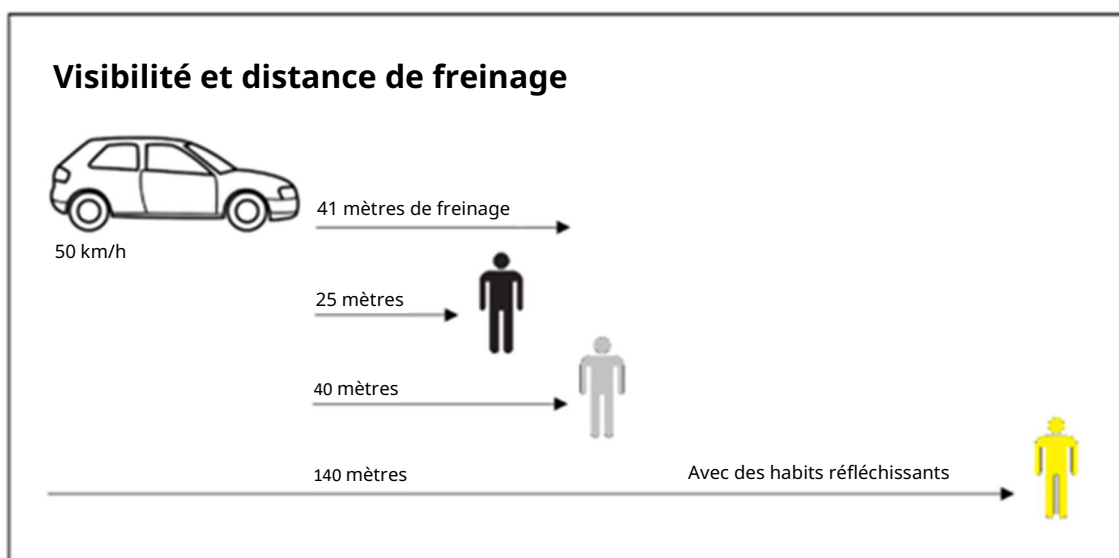 Visibilité et distance de freinage
41 mètres de freinage
50 km/h
25 mètres
40 mètres
140 mètres
Avec des habits réfléchissants